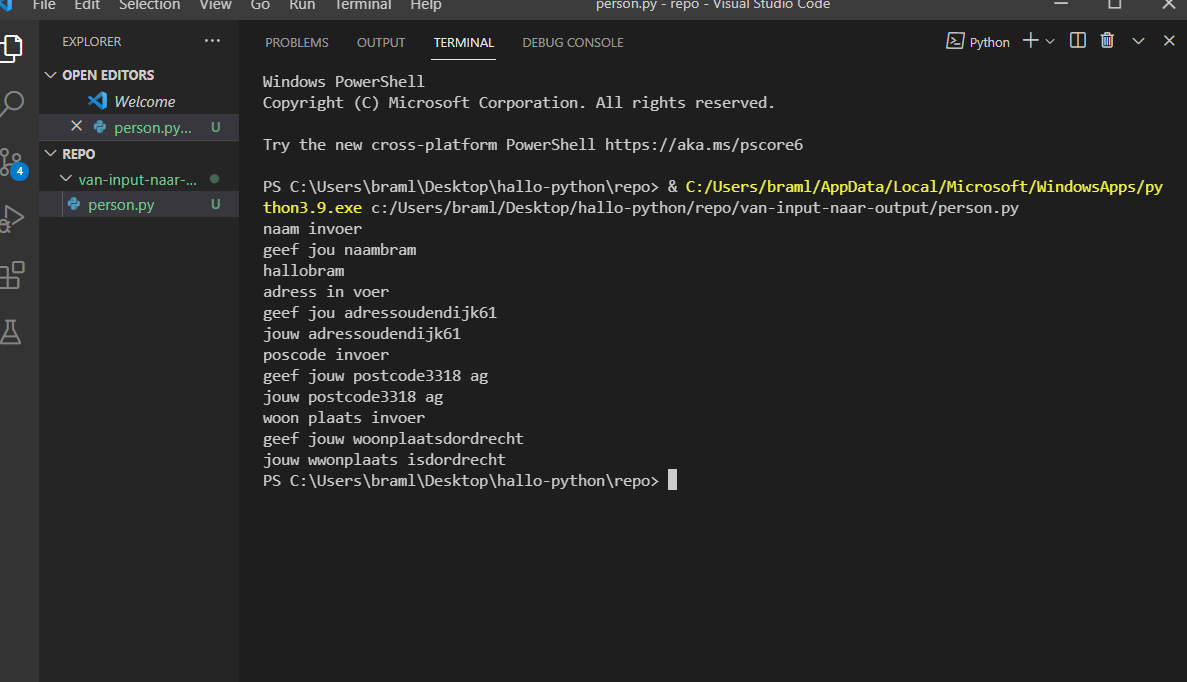 File Edit Selection View Go Run Terminal Help person.py - repo - Visual Studio Code
EXPLORER
OPEN EDITORS
Welcome
person.py... U
REPO
van-input-naar-...
person.py U
4
PROBLEMS OUTPUT TERMINAL DEBUG CONSOLE Python
Windows PowerShell
Copyright (C) Microsoft Corporation. All rights reserved.
Try the new cross-platform PowerShell https://aka.ms/pscore6
PS C:\Users\braml\Desktop\hallo-python\repo> & C:/Users/braml/AppData/Local/Microsoft/WindowsApps/py
thon3.9.exe c:/Users/braml/Desktop/hallo-python/repo/van-input-naar-output/person.py
naam invoer
geef jou naambram
hallobram
adress in voer
geef jou adressoudendijk61
jouw adressoudendijk61
poscode invoer
geef jouw postcode3318 ag
jouw postcode3318 ag
woon plaats invoer
geef jouw woonplaatsdordrecht
jouw wwonplaats isdordrecht
PS C:\Users\braml\Desktop\hallo-python\repo>